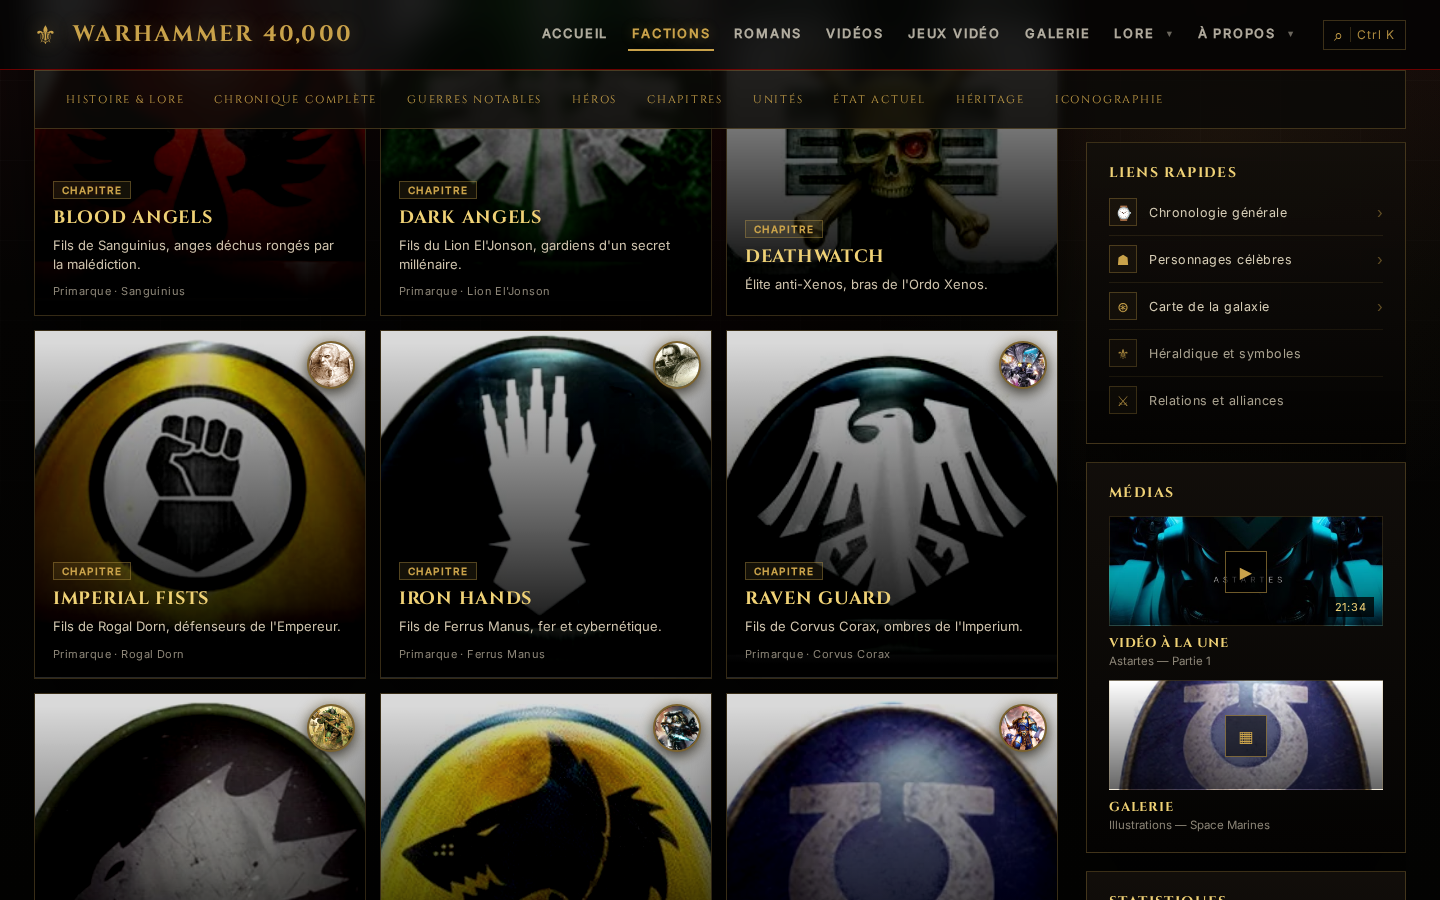 WARHAMMER 40,000
ACCUEIL
FACTIONS
ROMANS
VIDÉOS
JEUX VIDÉO
GALERIE
LORE
À PROPOS
Ctrl K
HISTOIRE & LORE
CHRONIQUE COMPLÈTE
GUERRES NOTABLES
HÉROS
CHAPITRES
UNITÉS
ÉTAT ACTUEL
HÉRITAGE
ICONOGRAPHIE
CHAPITRE
BLOOD ANGELS
Fils de Sanguinius, anges déchus rongés par
la malédiction.
Primarque · Sanguinius
CHAPITRE
DARK ANGELS
Fils du Lion El'Jonson, gardiens d'un secret
millénaire.
Primarque · Lion El'Jonson
CHAPITRE
DEATHWATCH
Élite anti-Xenos, bras de l'Ordo Xenos.
CHAPITRE
IMPERIAL FISTS
Fils de Rogal Dorn, défenseurs de l'Empereur.
Primarque · Rogal Dorn
CHAPITRE
IRON HANDS
Fils de Ferrus Manus, fer et cybernétique.
Primarque · Ferrus Manus
CHAPITRE
RAVEN GUARD
Fils de Corvus Corax, ombres de l'Imperium.
Primarque · Corvus Corax
LIENS RAPIDES
Chronologie générale
Personnages célèbres
Carte de la galaxie
Héraldique et symboles
Relations et alliances
MÉDIAS
ASTARTES
21:34
VIDÉO À LA UNE
Astartes — Partie 1
GALERIE
Illustrations — Space Marines
STATISTIQUES